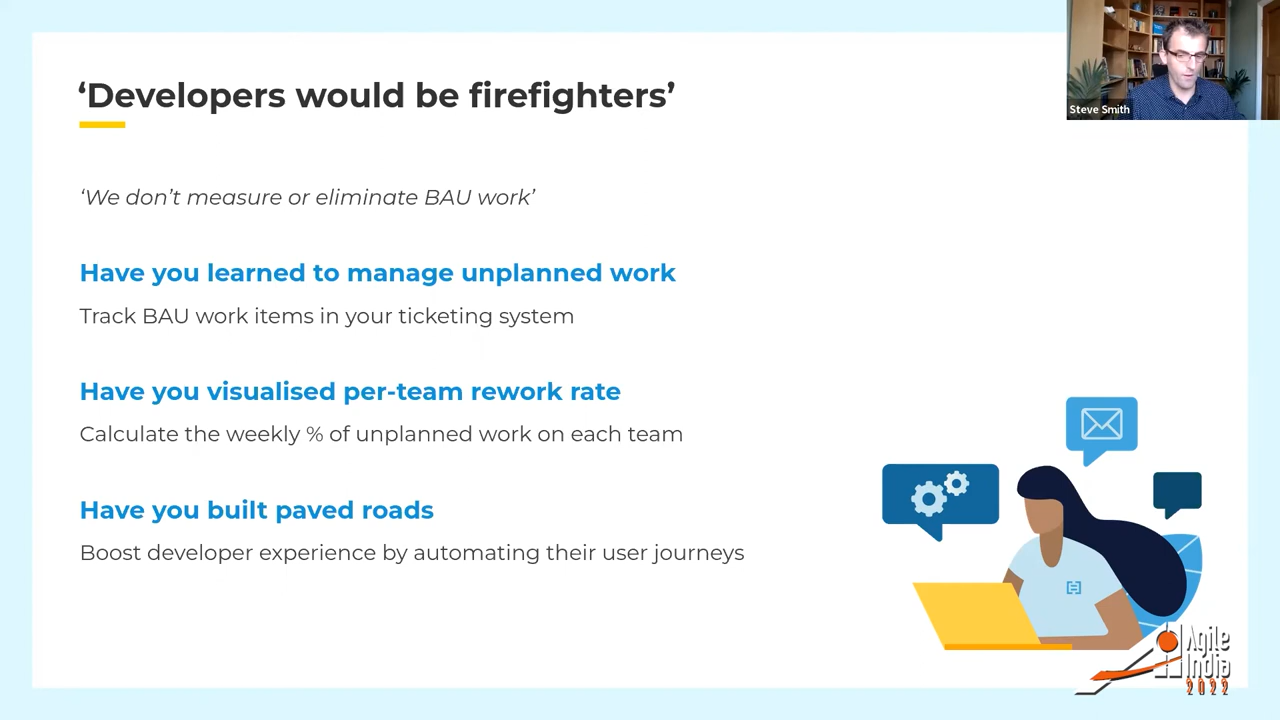 ‘Developers would be firefighters’
Steve Smith
‘We don’t measure or eliminate BAU work’
Have you learned to manage unplanned work
Track BAU work items in your ticketing system
Have you visualised per-team rework rate
Calculate the weekly % of unplanned work on each team
Have you built paved roads
Boost developer experience by automating their user journeys
Agile
India
2022